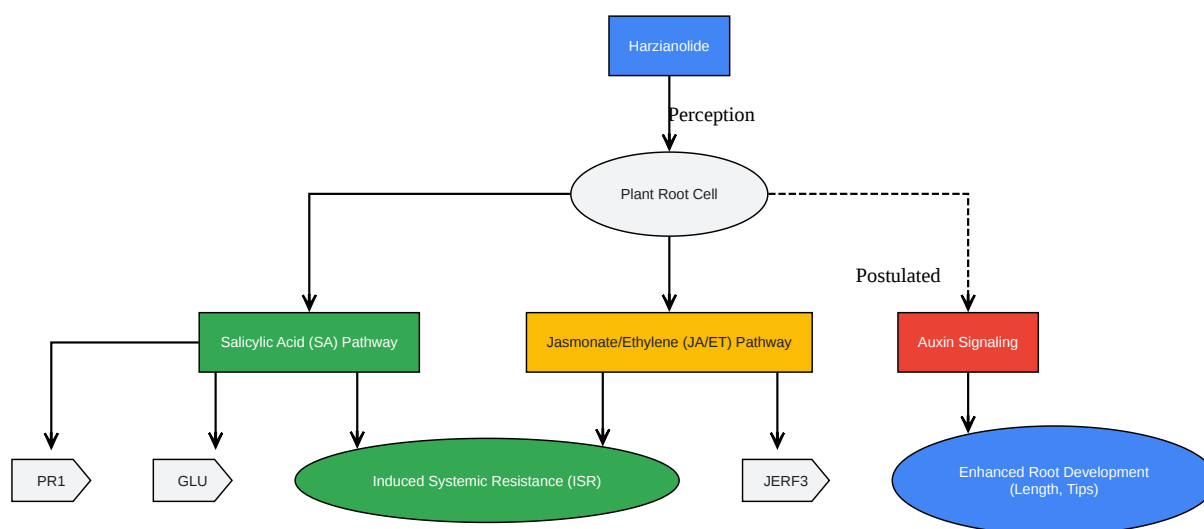 Harzianolide
Perception
Plant Root Cell
Postulated
Salicylic Acid (SA) Pathway
Jasmonate/Ethylene (JA/ET) Pathway
Auxin Signaling
PR1
GLU
Induced Systemic Resistance (ISR)
JERF3
Enhanced Root Development
(Length, Tips)